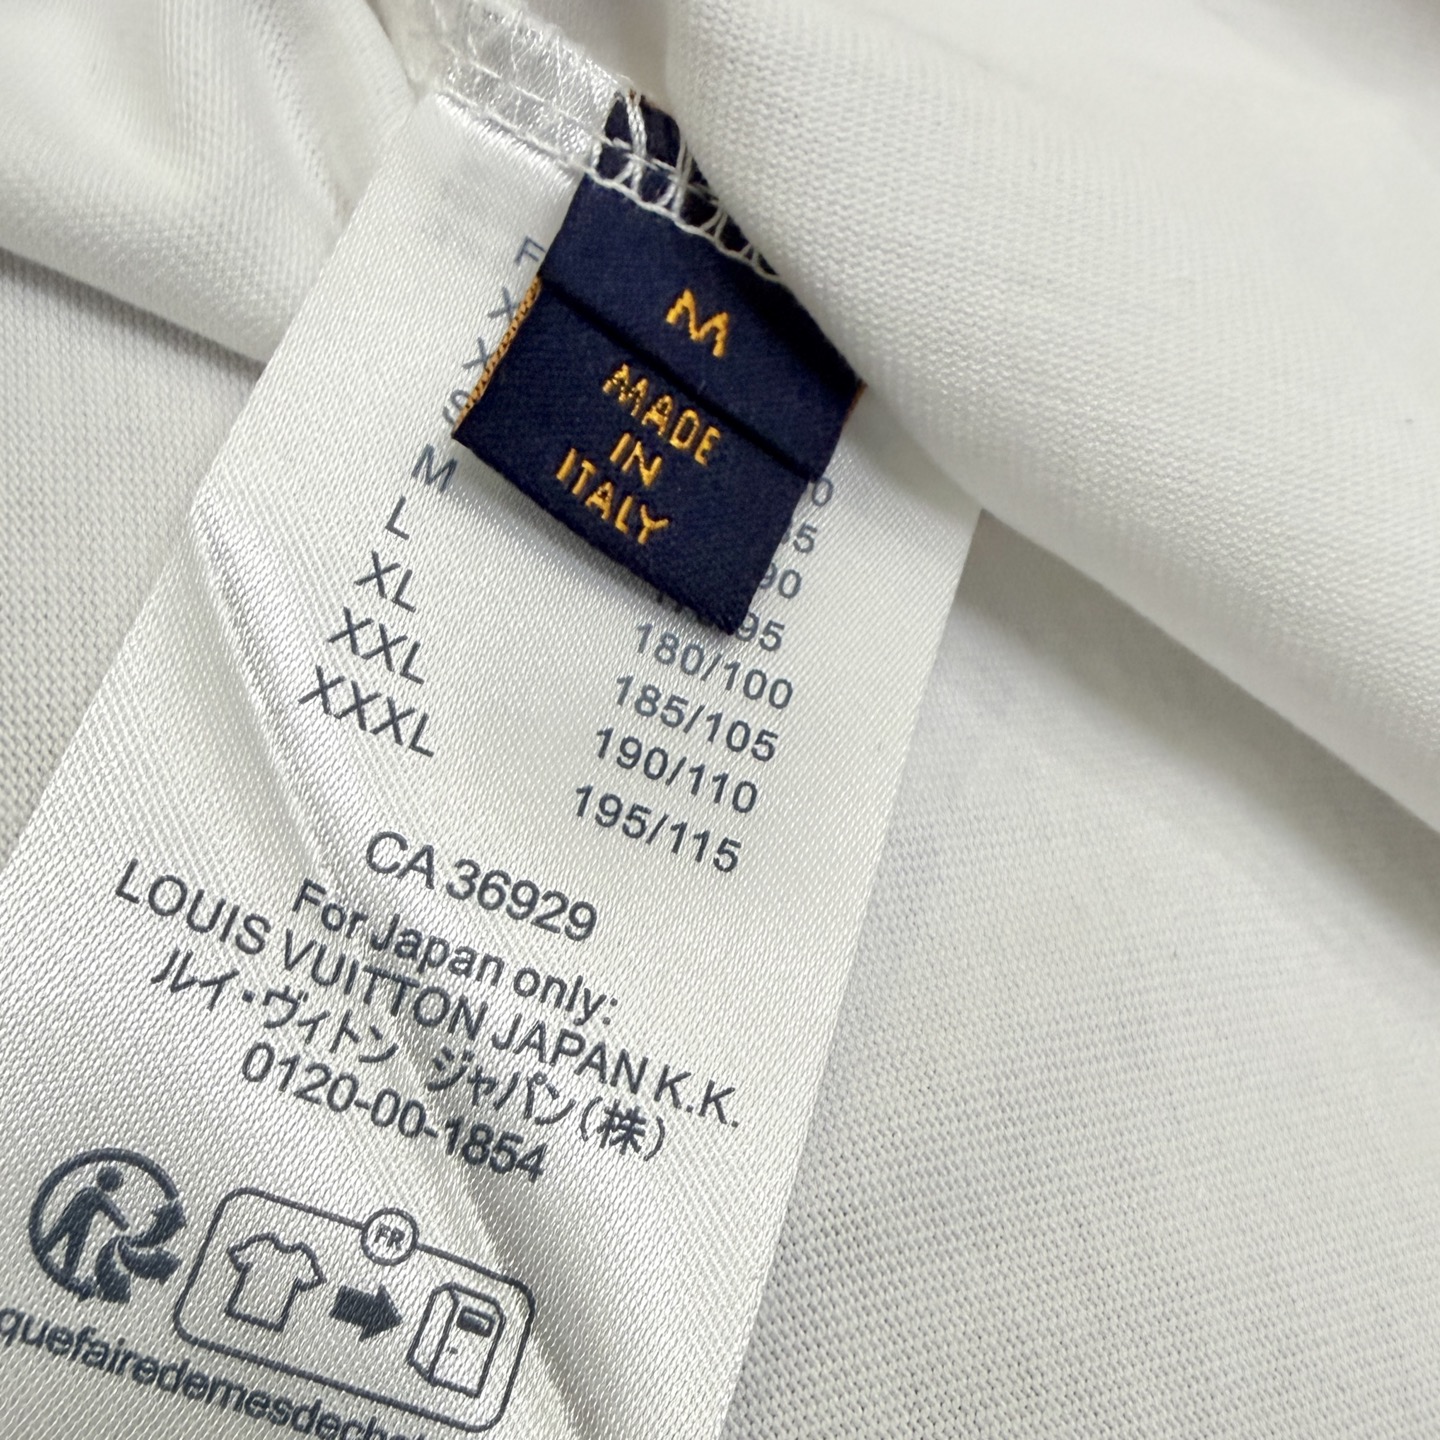 M
MADE
IN
ITALY
M
L
XL 180/100
XXL 185/105
XXXL 190/110
195/115
CA 36929
For Japan only:
LOUIS VUITTON JAPAN K.K.
ルイ・ヴィトン ジャパン(株)
0120-00-1854
FR